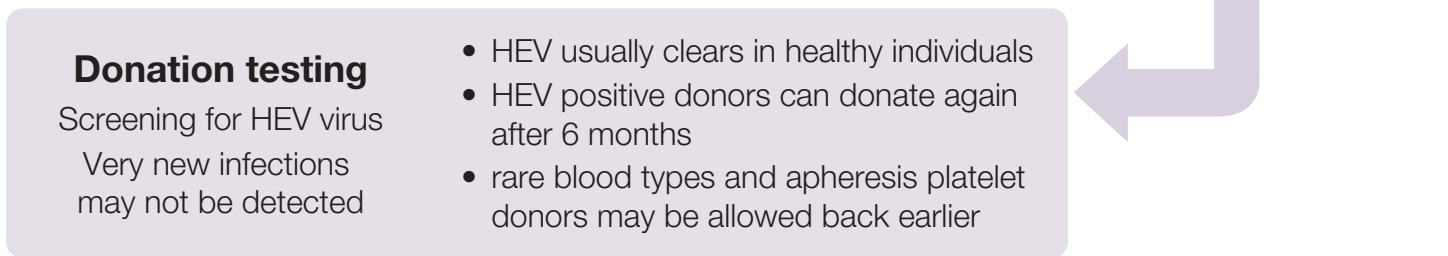 Donation testing
Screening for HEV virus
Very new infections
may not be detected
• HEV usually clears in healthy individuals
• HEV positive donors can donate again
after 6 months
• rare blood types and apheresis platelet
donors may be allowed back earlier